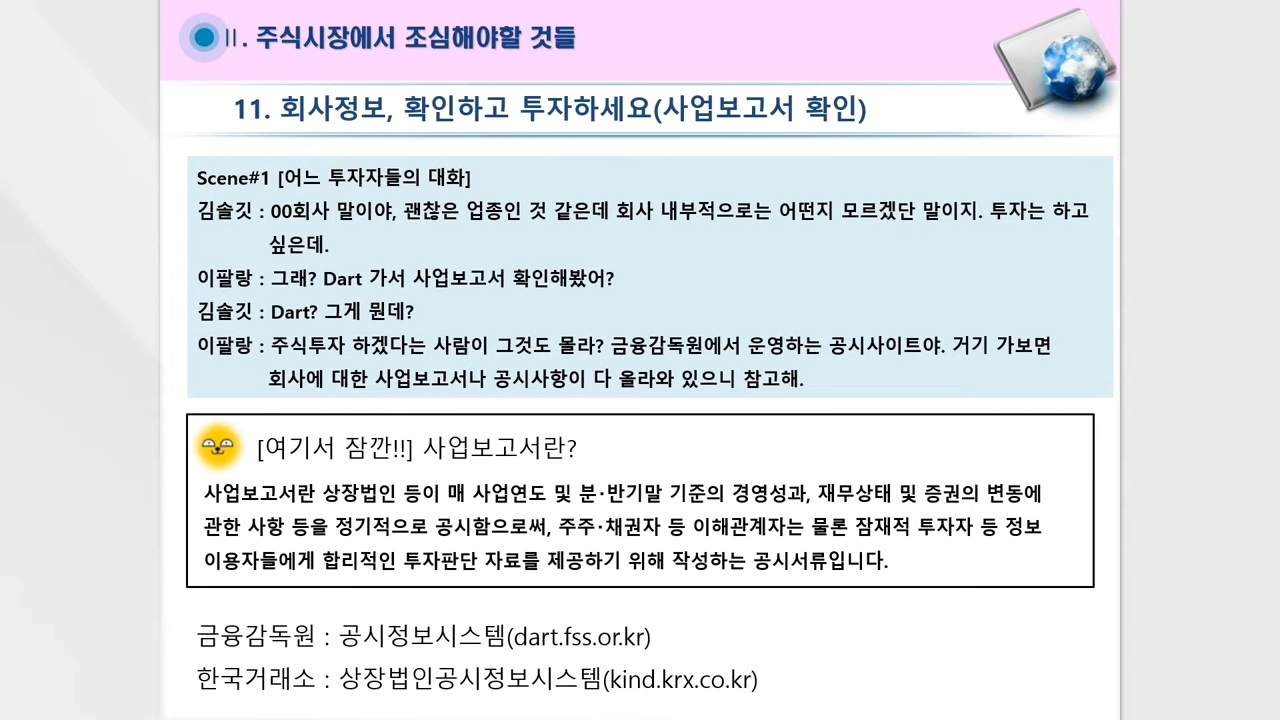 Ⅱ. 주식시장에서 조심해야할 것들
11. 회사정보, 확인하고 투자하세요(사업보고서 확인)
Scene#1 [어느 투자자들의 대화]
김솔깃 : 00회사 말이야, 괜찮은 업종인 것 같은데 회사 내부적으로는 어떤지 모르겠단 말이지. 투자는 하고
싶은데.
이팔랑 : 그래? Dart 가서 사업보고서 확인해봤어?
김솔깃 : Dart? 그게 뭔데?
이팔랑 : 주식투자 하겠다는 사람이 그것도 몰라? 금융감독원에서 운영하는 공시사이트야. 거기 가보면
회사에 대한 사업보고서나 공시사항이 다 올라와 있으니 참고해.
[여기서 잠깐!!] 사업보고서란?
사업보고서란 상장법인 등이 매 사업연도 및 분·반기말 기준의 경영성과, 재무상태 및 증권의 변동에
관한 사항 등을 정기적으로 공시함으로써, 주주·채권자 등 이해관계자는 물론 잠재적 투자자 등 정보
이용자들에게 합리적인 투자판단 자료를 제공하기 위해 작성하는 공시서류입니다.
금융감독원 : 공시정보시스템(dart.fss.or.kr)
한국거래소 : 상장법인공시정보시스템(kind.krx.co.kr)